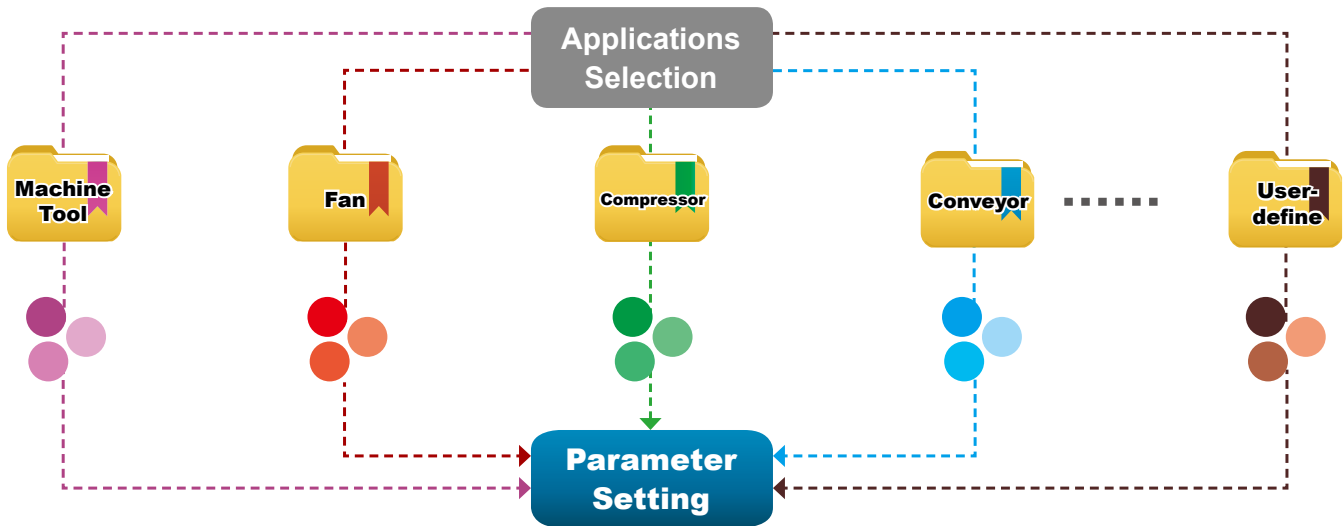 Applications
Selection
Machine
Tool
Fan
Compressor
Conveyor
User-
define
Parameter
Setting